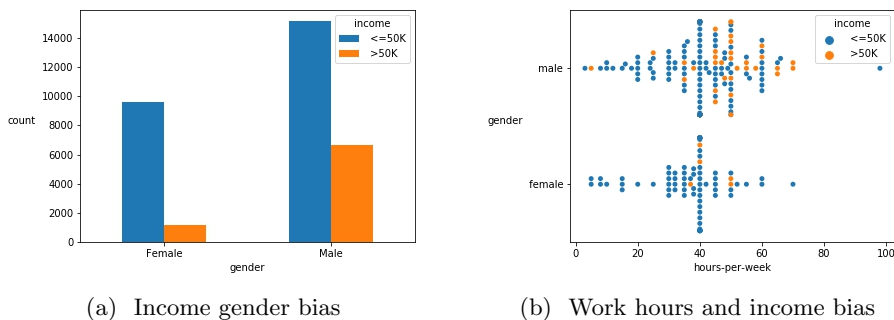 income
<=50K
>50K
14000
12000
10000
8000
6000
4000
2000
0
count
Female
Male
gender
(a) Income gender bias
income
<=50K
>50K
male
female
gender
0
20
40
60
80
100
hours-per-week
(b) Work hours and income bias